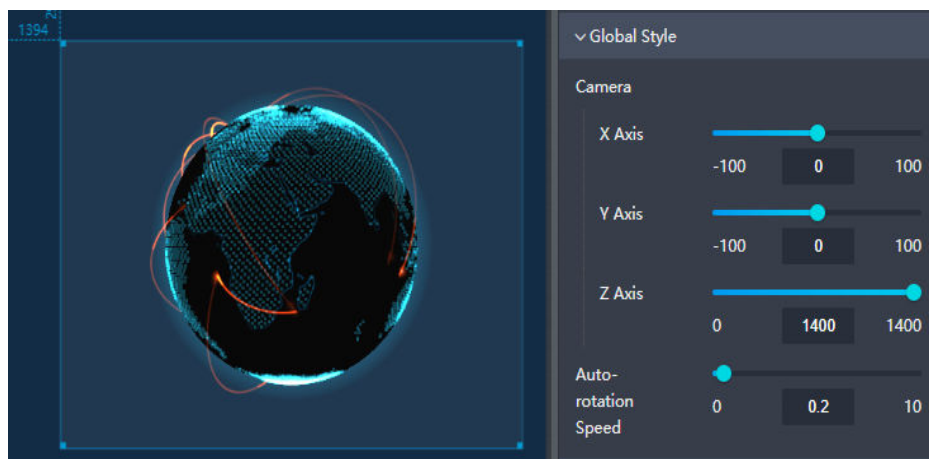 1394
Global Style
Camera
X Axis
-100 0 100
Y Axis
-100 0 100
Z Axis
0 1400 1400
Auto-
rotation
Speed
0 0.2 10